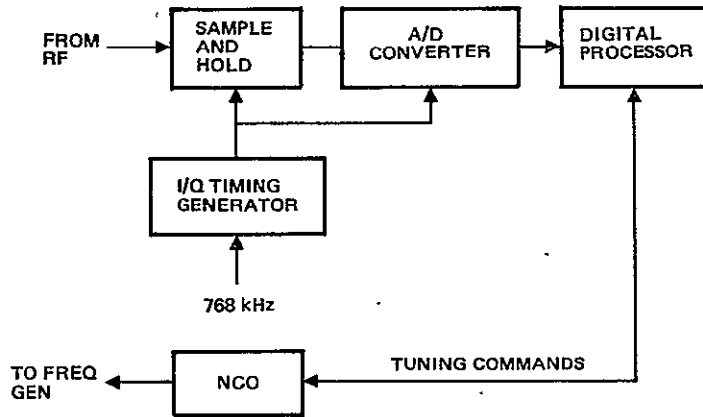 FROM
RF
SAMPLE
AND
HOLD
A/D
CONVERTER
DIGITAL
PROCESSOR
I/Q TIMING
GENERATOR
768 kHz
TO FREQ
GEN
NCO
TUNING COMMANDS